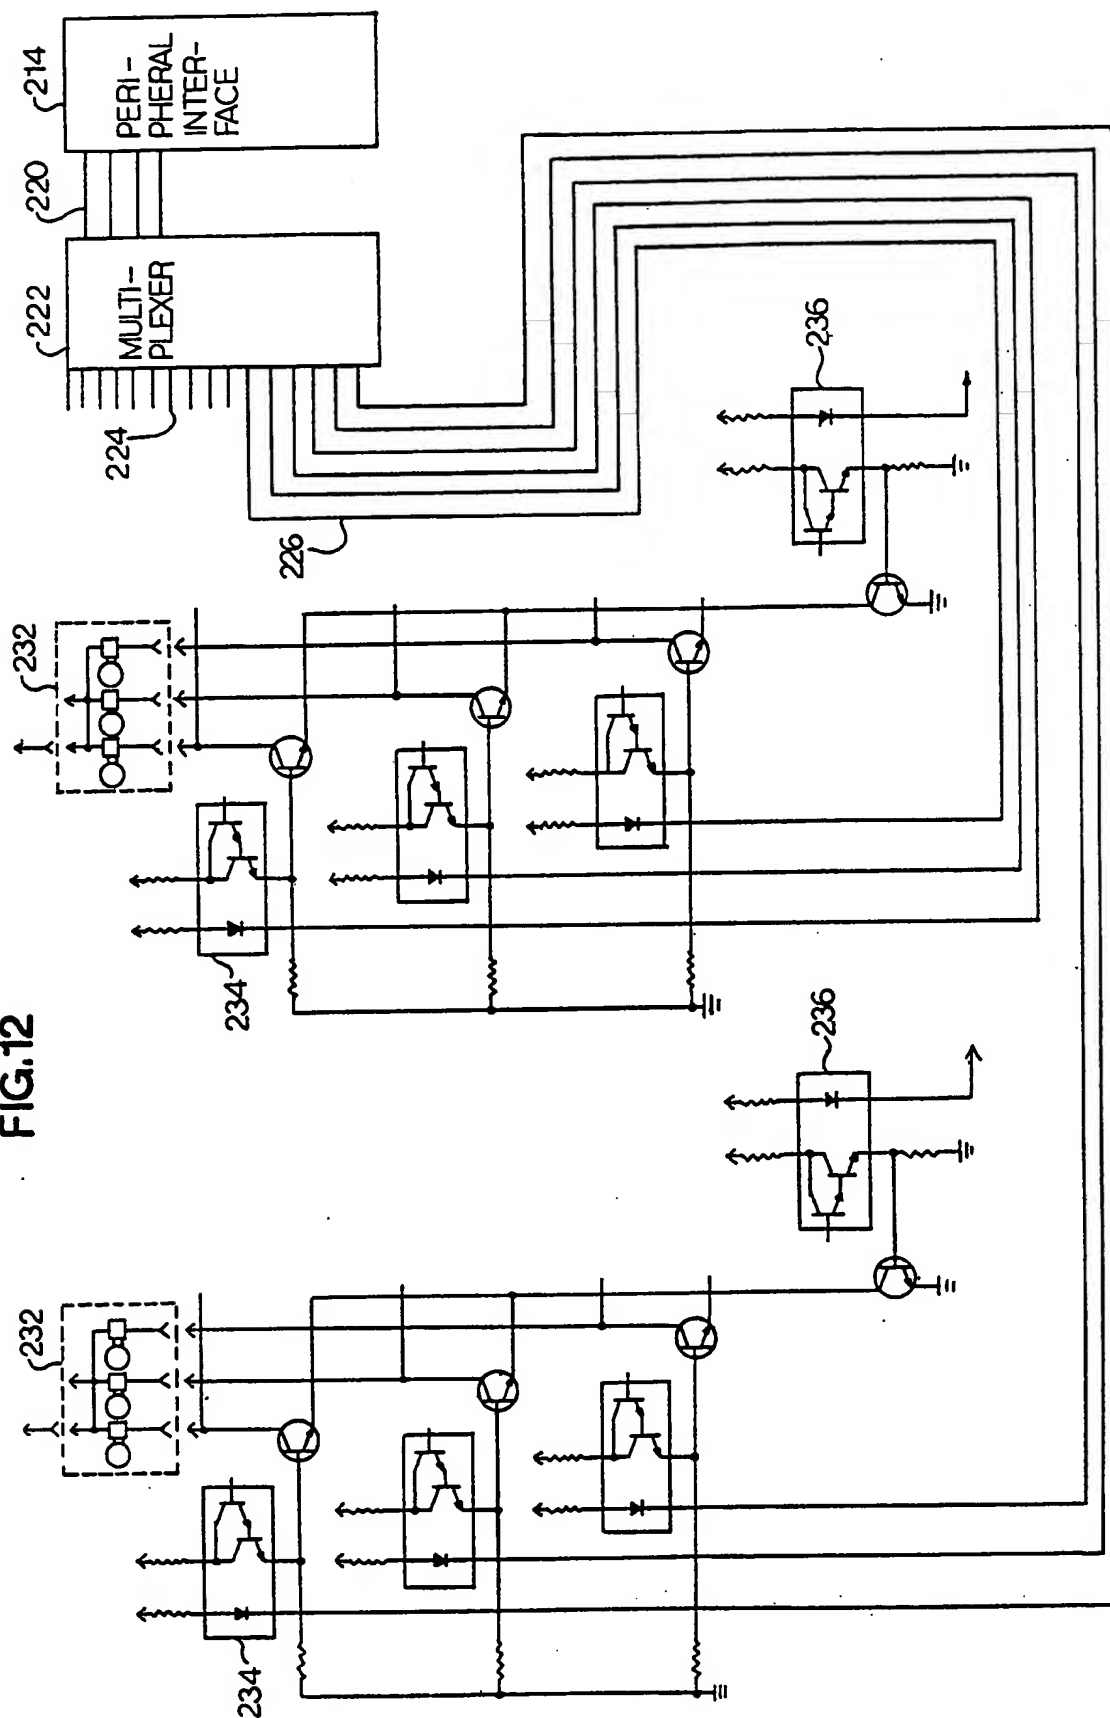 FIG.12
214
PERI-
PHERAL
INTER-
FACE
220
222
MULTI-
PLEXER
224
226
232
234
236
232
234
236